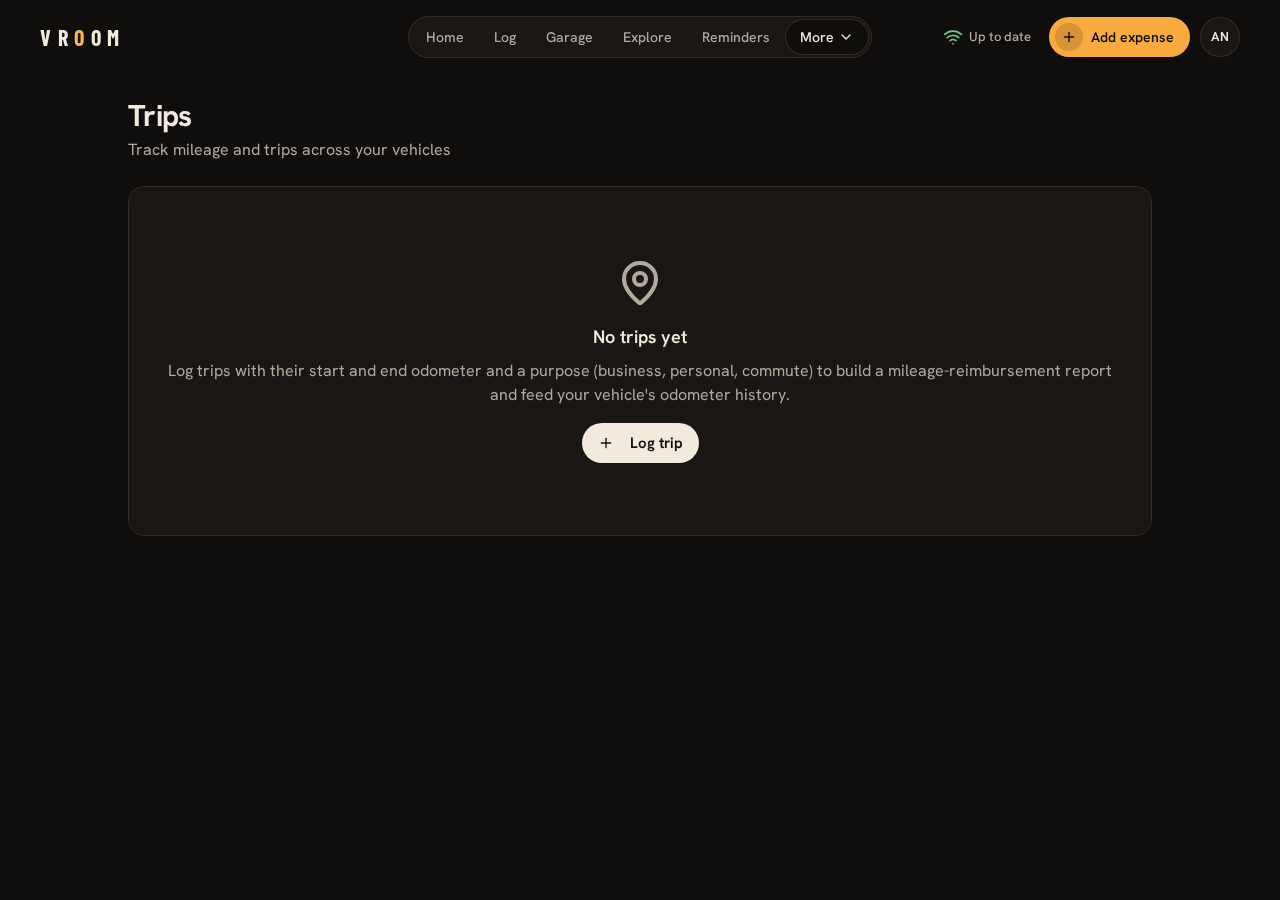 VROOM
Home
Log
Garage
Explore
Reminders
More
Up to date
Add expense
AN
Trips
Track mileage and trips across your vehicles
No trips yet
Log trips with their start and end odometer and a purpose (business, personal, commute) to build a mileage-reimbursement report
and feed your vehicle's odometer history.
Log trip